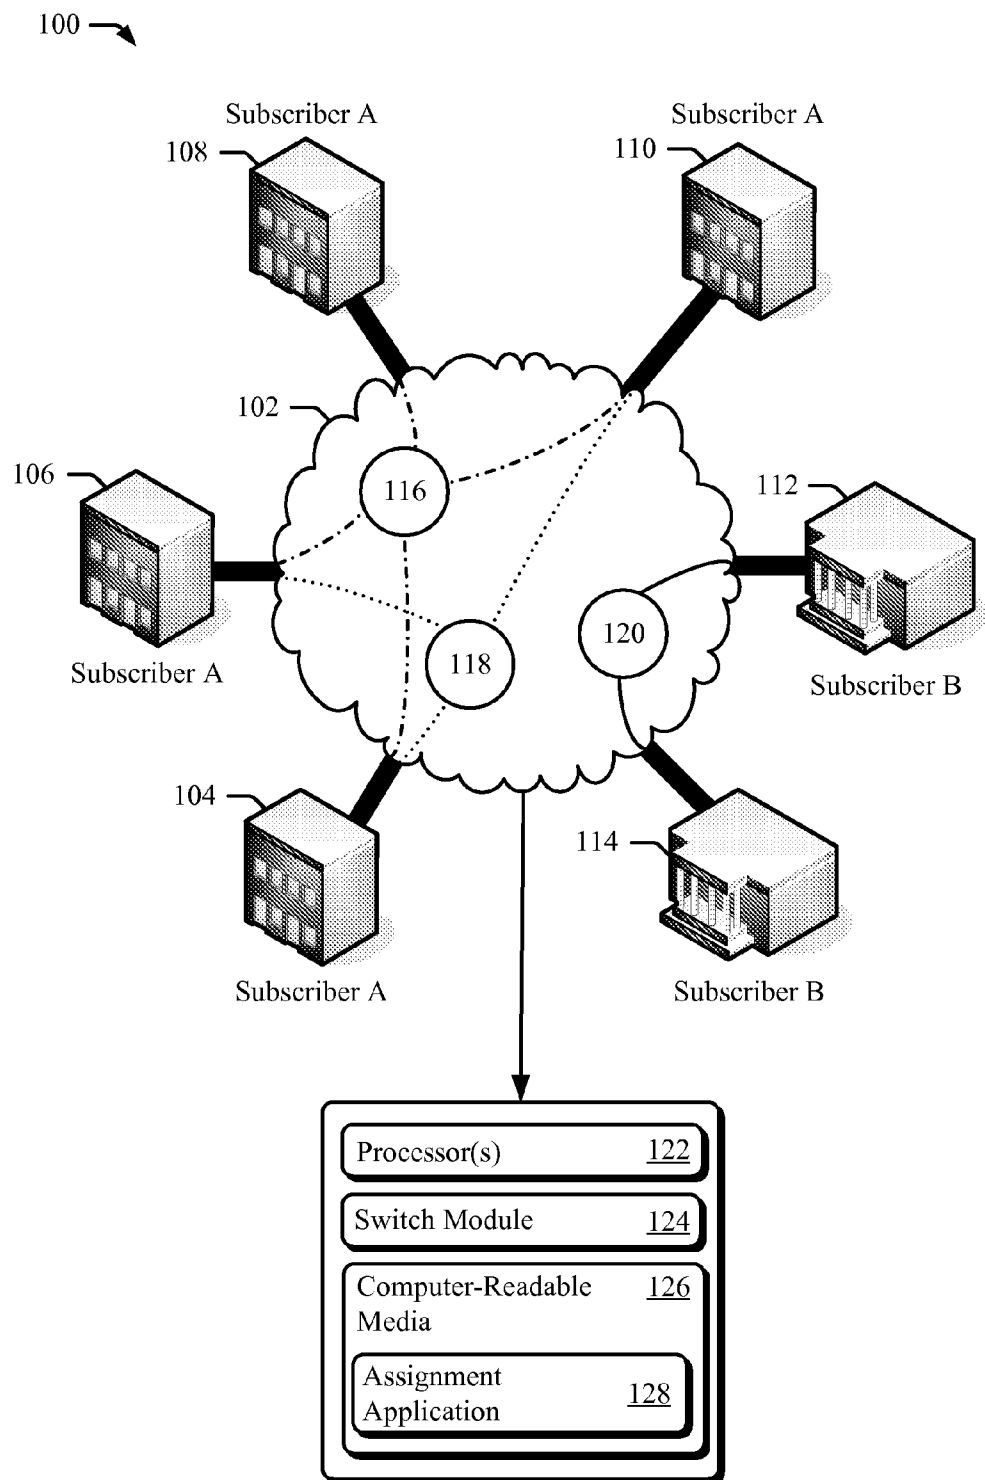 100
Subscriber A
108
Subscriber A
110
102
106
116
112
118
120
Subscriber A
Subscriber B
104
114
Subscriber A
Subscriber B
Processor(s) 122
Switch Module 124
Computer-Readable 126
Media
Assignment
Application 128